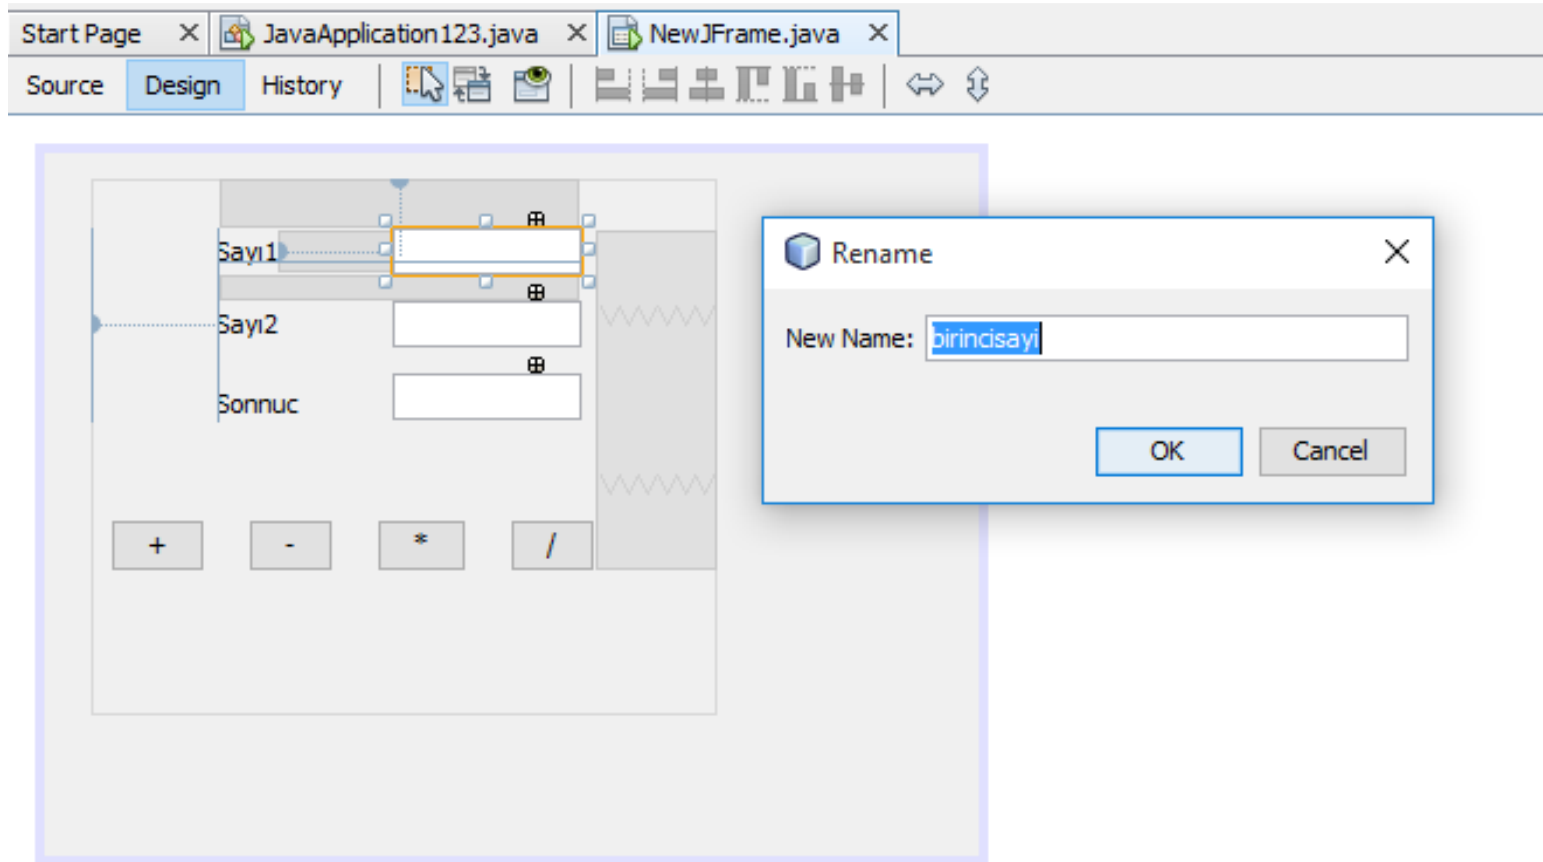 Start Page JavaApplication123.java NewJFrame.java
Source Design History
Sayı1
Sayı2
Sonnuc
+ - * /
Rename
New Name: birincisayi
OK Cancel